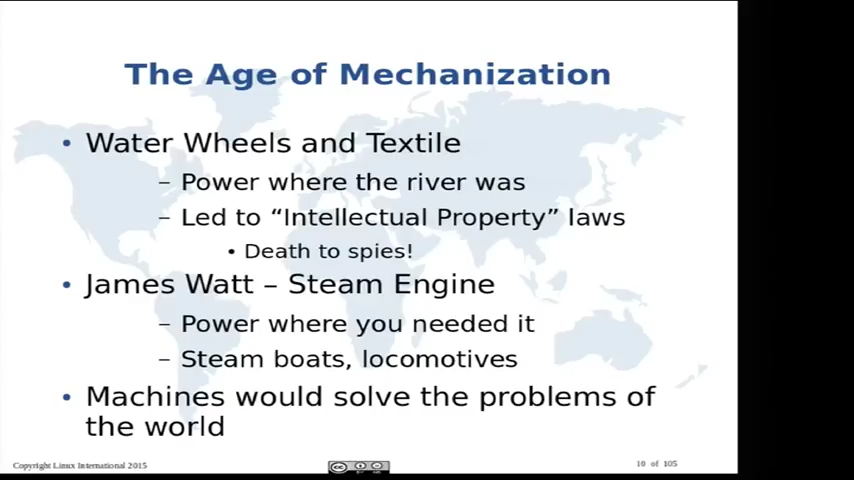 The Age of Mechanization
• Water Wheels and Textile
– Power where the river was
– Led to “Intellectual Property” laws
• Death to spies!
• James Watt – Steam Engine
– Power where you needed it
– Steam boats, locomotives
• Machines would solve the problems of
the world
Copyright Linux International 2015
10 of 105